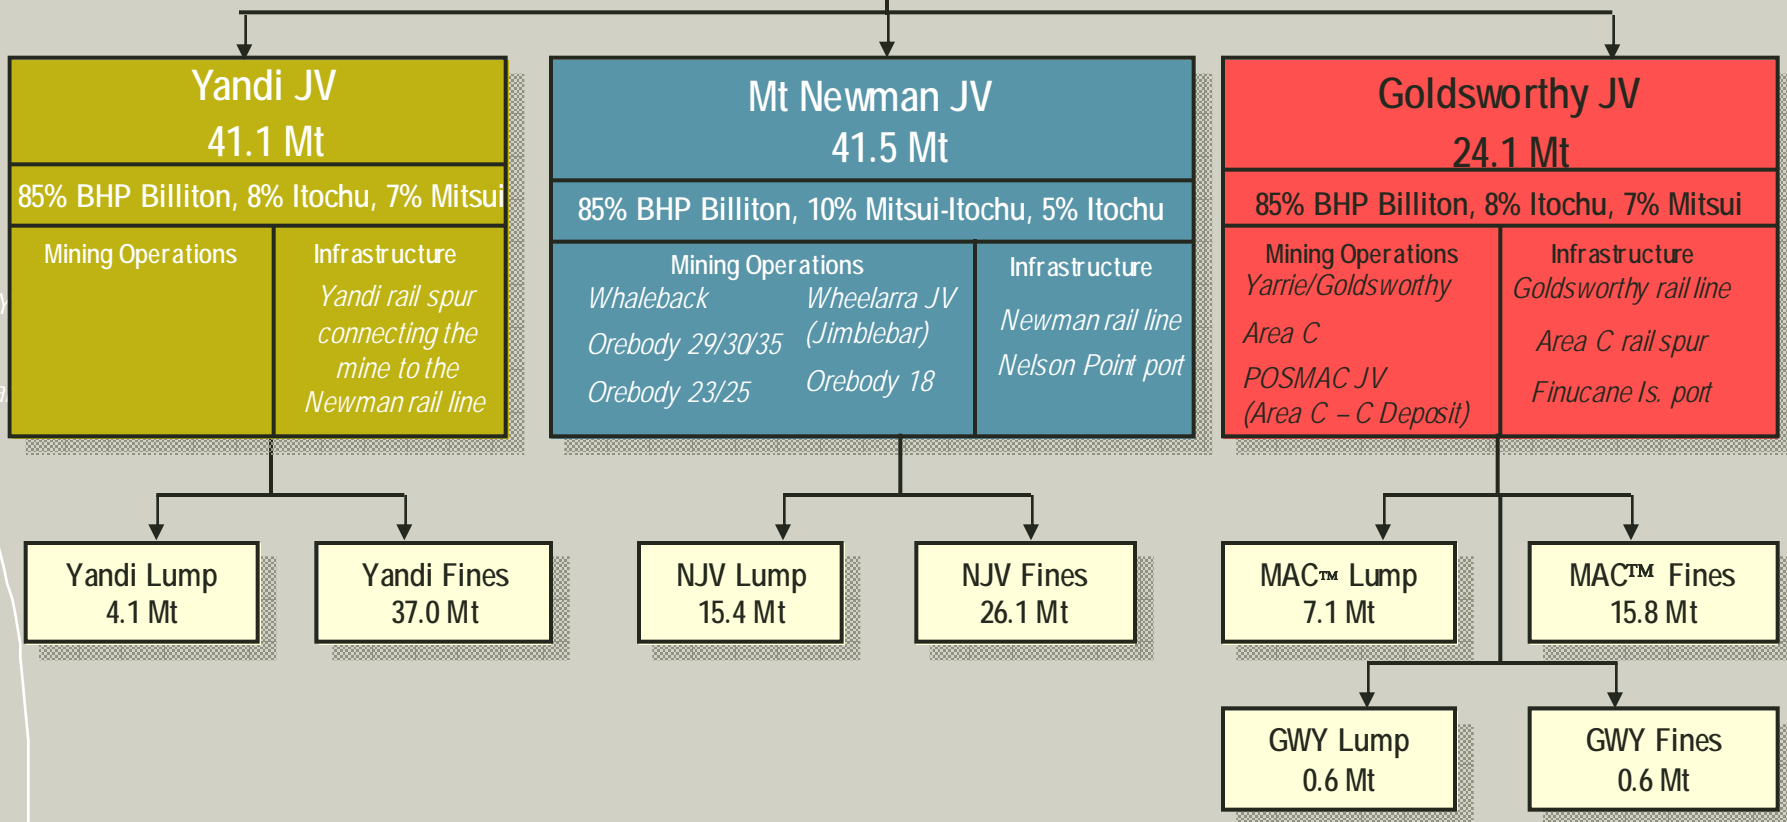 Yandi JV
41.1 Mt
85% BHP Billiton, 8% Itochu, 7% Mitsui
Mining Operations
Infrastructure
Yandi rail spur
connecting the
mine to the
Newman rail line
Mt Newman JV
41.5 Mt
85% BHP Billiton, 10% Mitsui-Itochu, 5% Itochu
Mining Operations
Whaleback
Orebody 29/30/35
Orebody 23/25
Wheelarra JV
(Jimblebar)
Orebody 18
Infrastructure
Newman rail line
Nelson Point port
Goldsworthy JV
24.1 Mt
85% BHP Billiton, 8% Itochu, 7% Mitsui
Mining Operations
Yarrie/Goldsworthy
Area C
POSMAC JV
(Area C – C Deposit)
Infrastructure
Goldsworthy rail line
Area C rail spur
Finucane Is. port
Yandi Lump
4.1 Mt
Yandi Fines
37.0 Mt
NJV Lump
15.4 Mt
NJV Fines
26.1 Mt
MAC™ Lump
7.1 Mt
MAC™ Fines
15.8 Mt
GWY Lump
0.6 Mt
GWY Fines
0.6 Mt